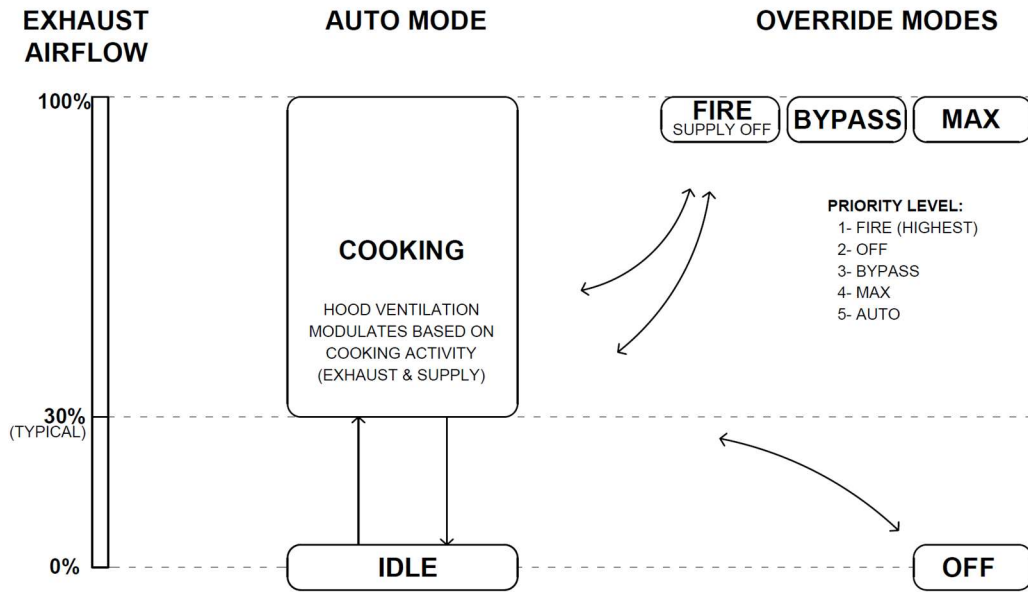 EXHAUST
AIRFLOW
AUTO MODE
OVERRIDE MODES
100%
FIRE
SUPPLY OFF
BYPASS
MAX
PRIORITY LEVEL:
1- FIRE (HIGHEST)
2- OFF
3- BYPASS
4- MAX
5- AUTO
COOKING
HOOD VENTILATION
MODULATES BASED ON
COOKING ACTIVITY
(EXHAUST & SUPPLY)
30%
(TYPICAL)
0%
IDLE
OFF